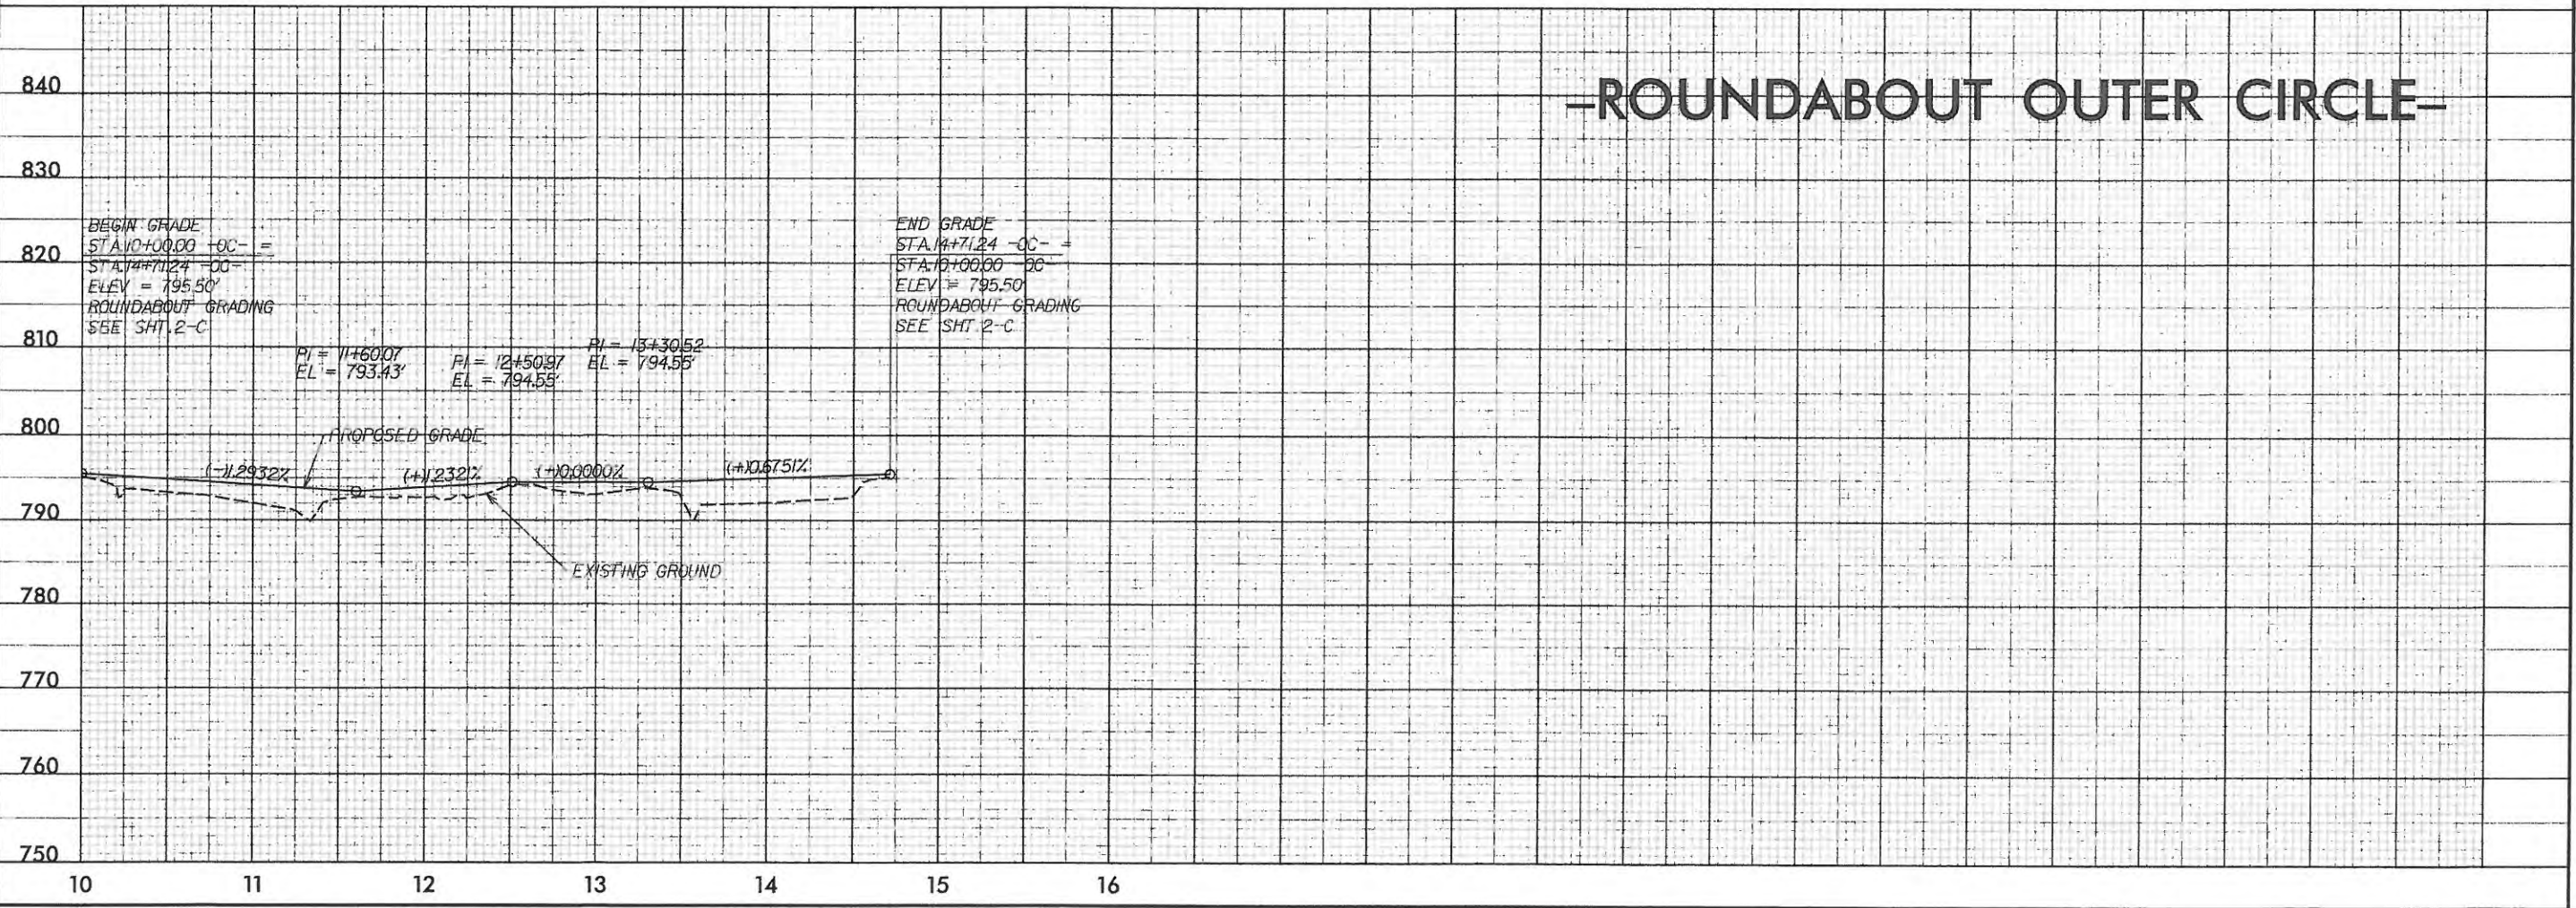 -ROUNDABOUT OUTER CIRCLE-
840
830
820
810
800
790
780
770
760
750
BEGIN GRADE
STA.10+00.00 -OC- =
STA.14+71.24 -OC-
ELEV = 795.50'
ROUNDABOUT GRADING
SEE SHT.2-C
END GRADE
STA.14+71.24 -OC- =
STA.10+00.00 -OC-
ELEV = 795.50'
ROUNDABOUT GRADING
SEE SHT.2-C
PI = 11+60.07
EL = 793.43'
PI = 12+50.97
EL = 794.55'
PI = 13+30.52
EL = 794.55'
PROPOSED GRADE
(-)1.2932%
(+)1.2321%
(+)0.0000%
(+)0.6751%
EXISTING GROUND
10 11 12 13 14 15 16